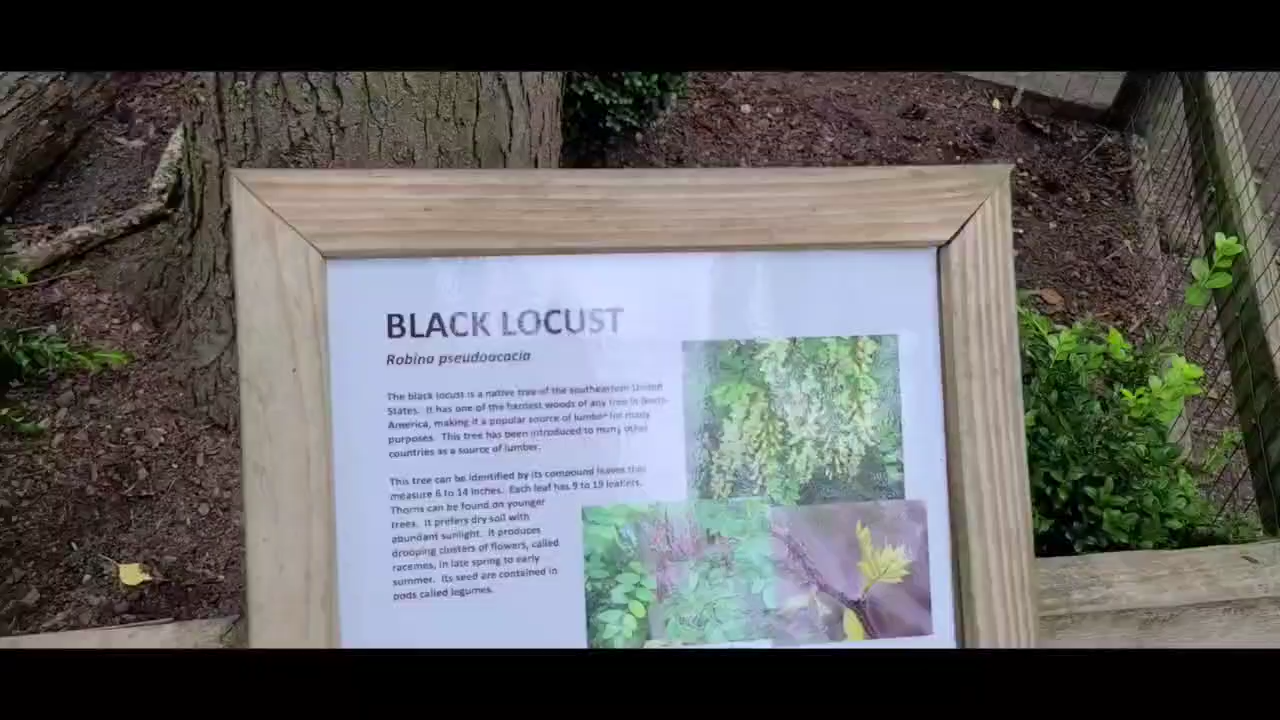 BLACK LOCUST
Robina pseudoacacia
The black locust is a native tree of the southeastern United
States. It has one of the hardest woods of any tree in North
America, making it a popular source of lumber for many
purposes. This tree has been introduced to many other
countries as a source of lumber.
This tree can be identified by its compound leaves that
measure 6 to 14 inches. Each leaf has 9 to 19 leaflets.
Thorns can be found on younger
trees. It prefers dry soil with
abundant sunlight. It produces
drooping clusters of flowers, called
racemes, in late spring to early
summer. Its seed are contained in
pods called legumes.